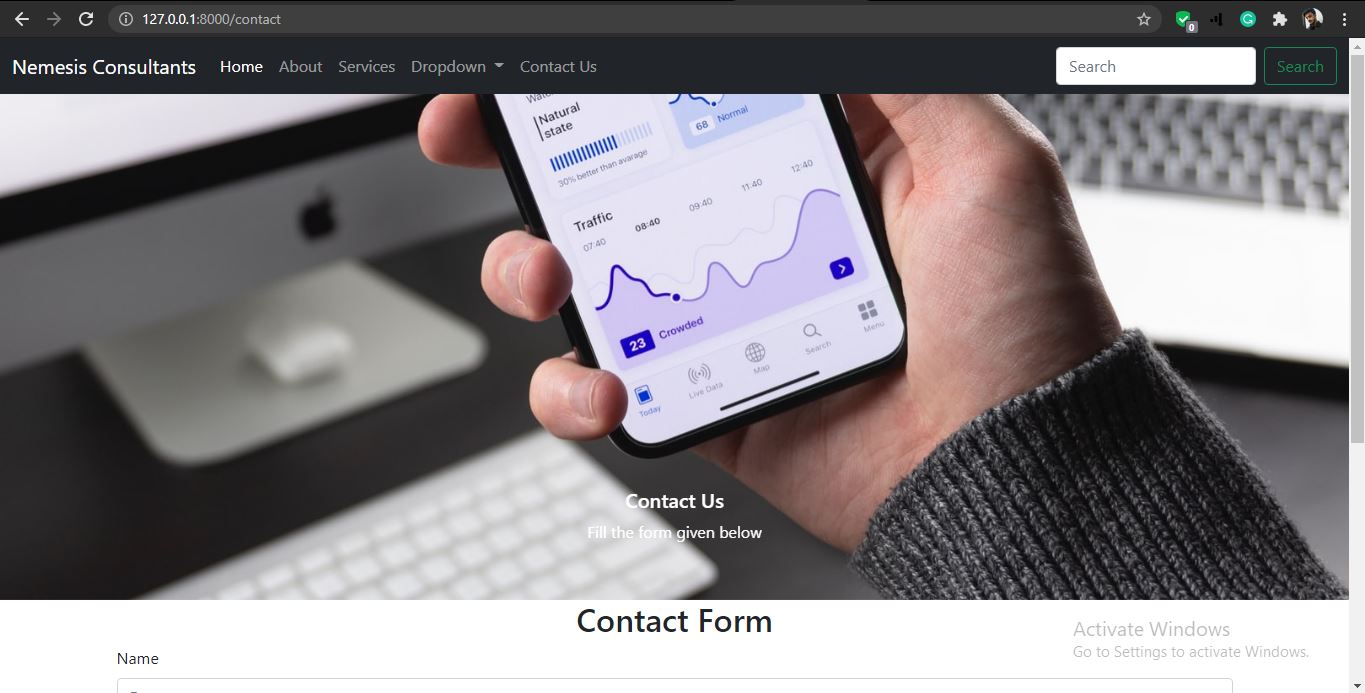 127.0.0.1:8000/contact
0
Nemesis Consultants Home About Services Dropdown Contact Us Search Search
Natural
state
30% better than avarage
68 Normal
Traffic
07:40 08:40 09:40 11:40 12:40
23 Crowded
Today Live Data Map Search Menu
Contact Us
Fill the form given below
Contact Form
Activate Windows
Go to Settings to activate Windows.
Name